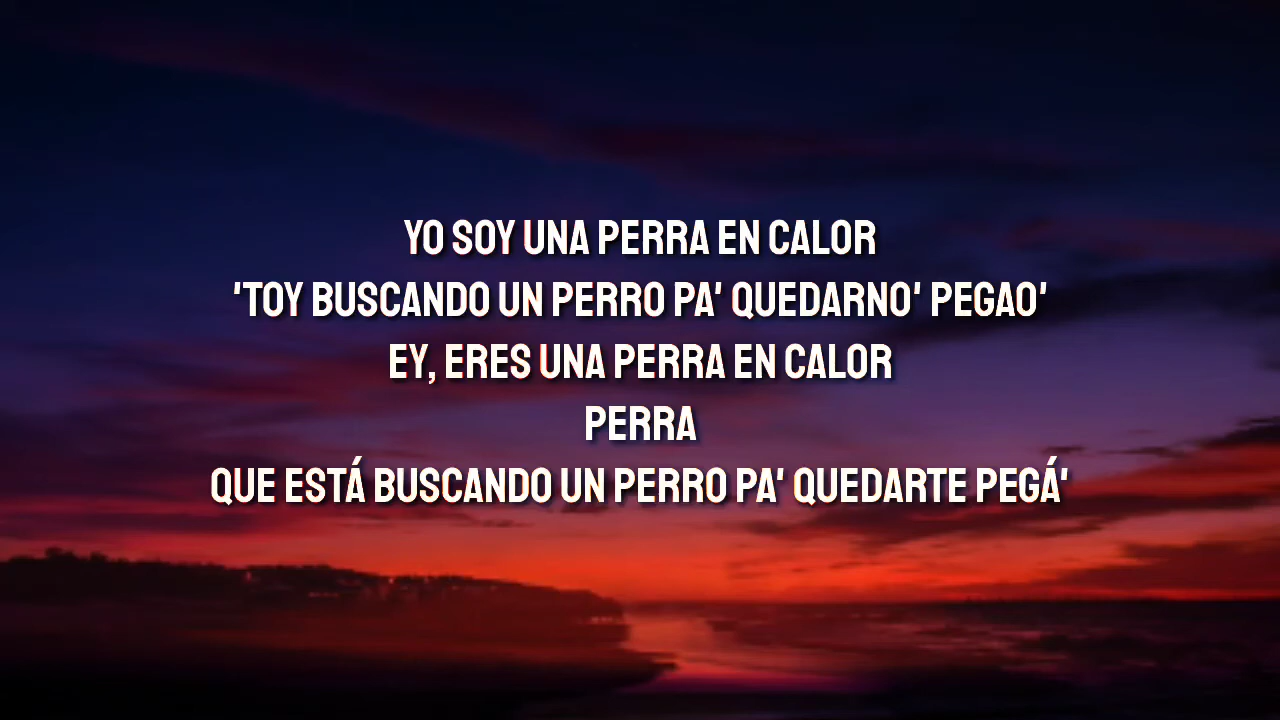 YO SOY UNA PERRA EN CALOR
'TOY BUSCANDO UN PERRO PA' QUEDARNO' PEGAO'
EY, ERES UNA PERRA EN CALOR
PERRA
QUE ESTÁ BUSCANDO UN PERRO PA' QUEDARTE PEGÁ'